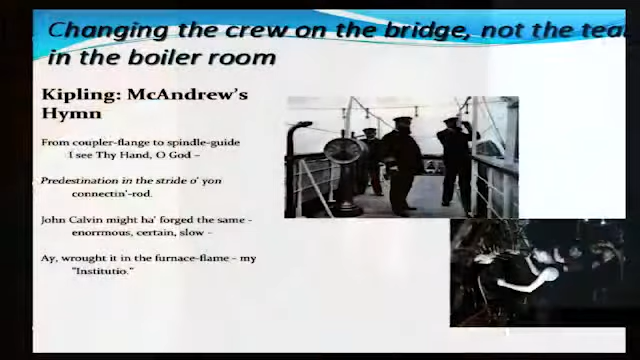 Changing the crew on the bridge, not the
in the boiler room
Kipling: McAndrew's
Hymn
From coupler-flange to spindle-guide
I see Thy Hand, O God –
Predestination in the stride o' yon
connectin'-rod.
John Calvin might ha' forged the same -
enorrmous, certain, slow –
Ay, wrought it in the furnace-flame – my
"Institutio."